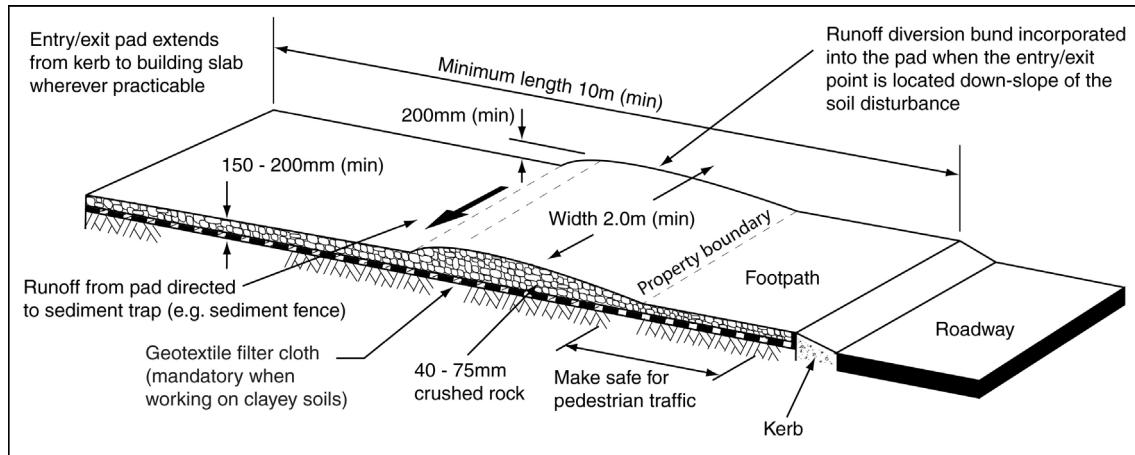 Entry/exit pad extends
from kerb to building slab
wherever practicable
Minimum length 10m (min)
Runoff diversion bund incorporated
into the pad when the entry/exit
point is located down-slope of the
soil disturbance
200mm (min)
150 - 200mm (min)
Width 2.0m (min)
Property boundary
Footpath
Roadway
Runoff from pad directed
to sediment trap (e.g. sediment fence)
Geotextile filter cloth
(mandatory when
working on clayey soils)
40 - 75mm
crushed rock
Make safe for
pedestrian traffic
Kerb